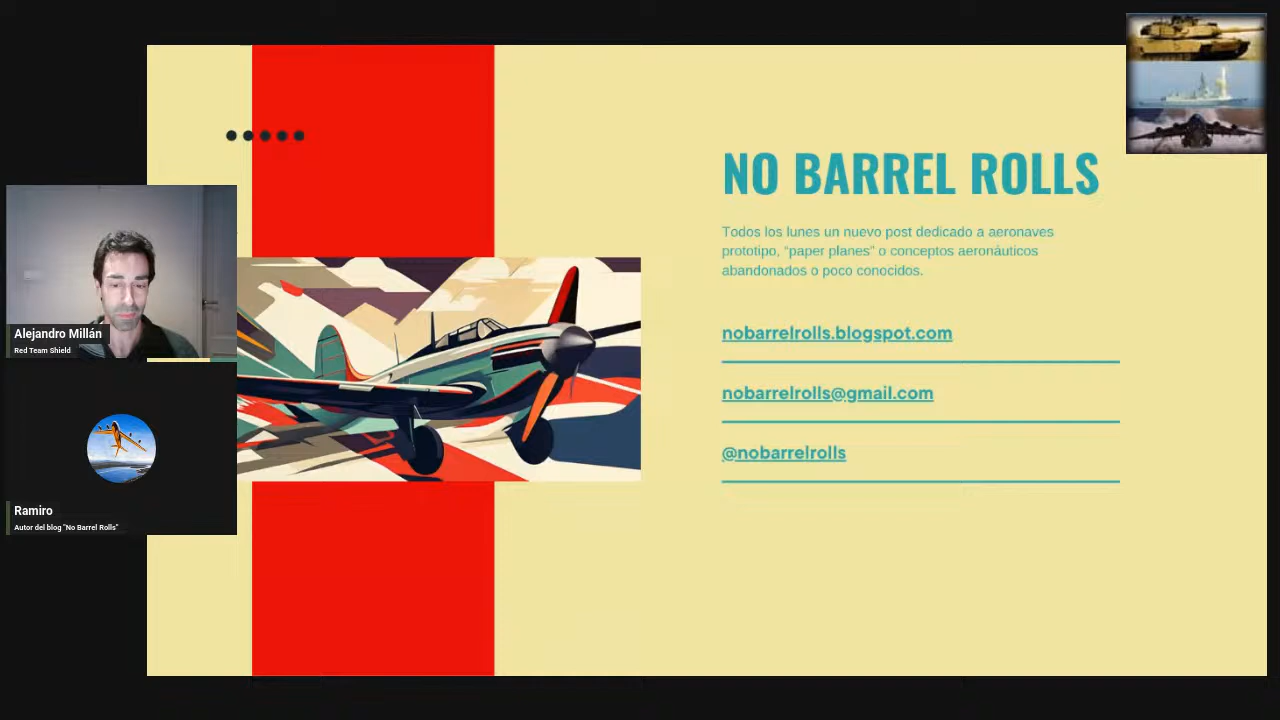 NO BARREL ROLLS
Todos los lunes un nuevo post dedicado a aeronaves
prototipo, “paper planes” o conceptos aeronáuticos
abandonados o poco conocidos.
nobarrelrolls.blogspot.com
nobarrelrolls@gmail.com
@nobarrelrolls
Alejandro Millán
Red Team Shield
Ramiro
Autor del blog "No Barrel Rolls"